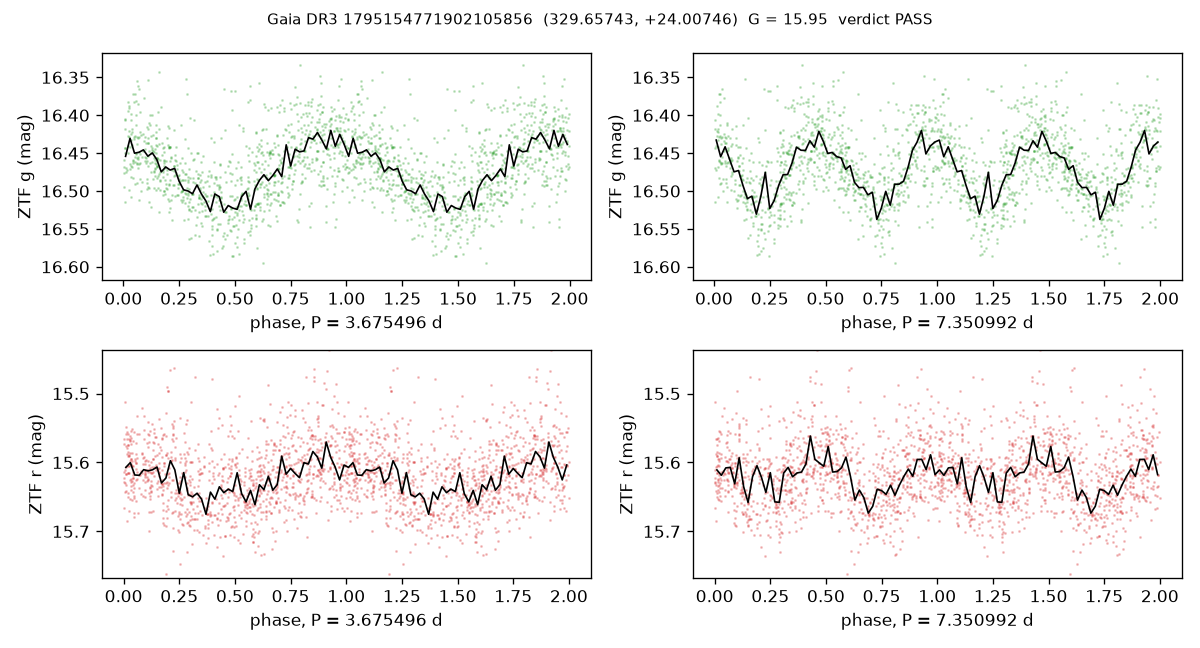 Gaia DR3 1795154771902105856  (329.65743, +24.00746)  G = 15.95  verdict PASS
ZTF g (mag)
16.35
16.40
16.45
16.50
16.55
16.60
0.00 0.25 0.50 0.75 1.00 1.25 1.50 1.75 2.00
phase, P = 3.675496 d
ZTF g (mag)
16.35
16.40
16.45
16.50
16.55
16.60
0.00 0.25 0.50 0.75 1.00 1.25 1.50 1.75 2.00
phase, P = 7.350992 d
ZTF r (mag)
15.5
15.6
15.7
0.00 0.25 0.50 0.75 1.00 1.25 1.50 1.75 2.00
phase, P = 3.675496 d
ZTF r (mag)
15.5
15.6
15.7
0.00 0.25 0.50 0.75 1.00 1.25 1.50 1.75 2.00
phase, P = 7.350992 d